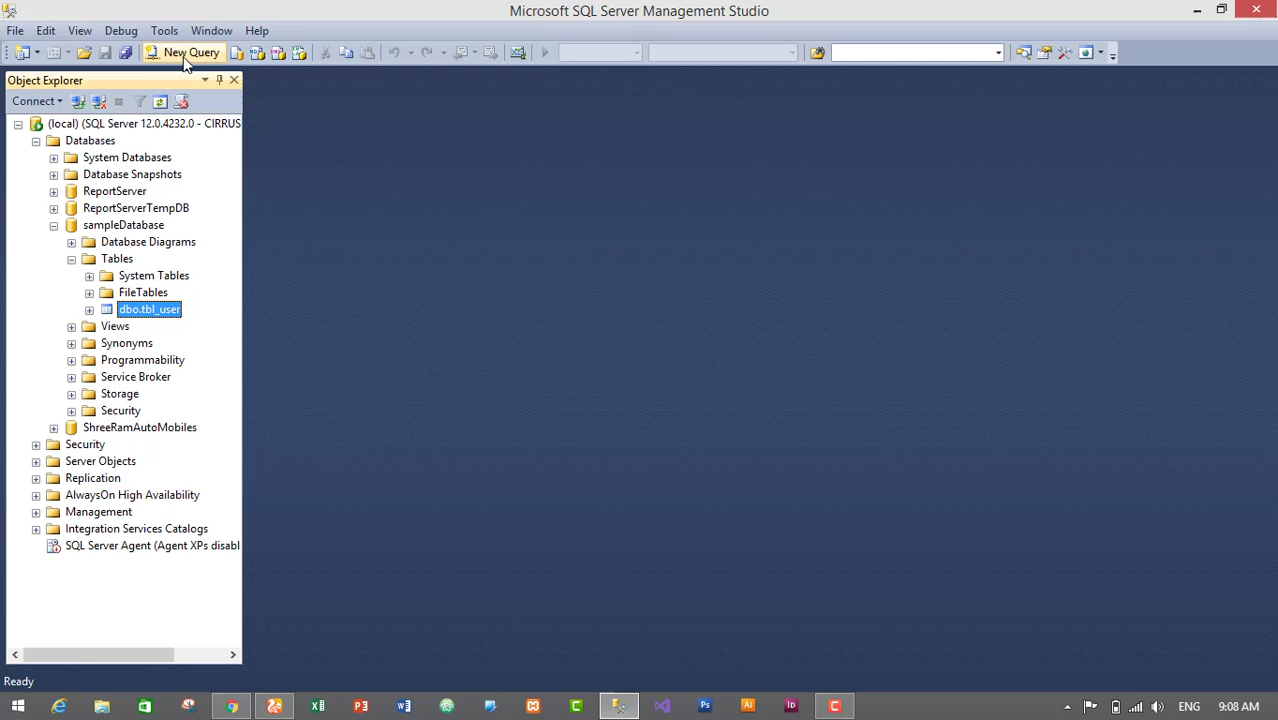 Microsoft SQL Server Management Studio
File Edit View Debug Tools Window Help
New Query
Object Explorer
Connect
(local) (SQL Server 12.0.4232.0 - CIRRUS
Databases
System Databases
Database Snapshots
ReportServer
ReportServerTempDB
sampleDatabase
Database Diagrams
Tables
System Tables
FileTables
dbo.tbl_user
Views
Synonyms
Programmability
Service Broker
Storage
Security
ShreeRamAutoMobiles
Security
Server Objects
Replication
AlwaysOn High Availability
Management
Integration Services Catalogs
SQL Server Agent (Agent XPs disabl
Ready
ENG 9:08 AM